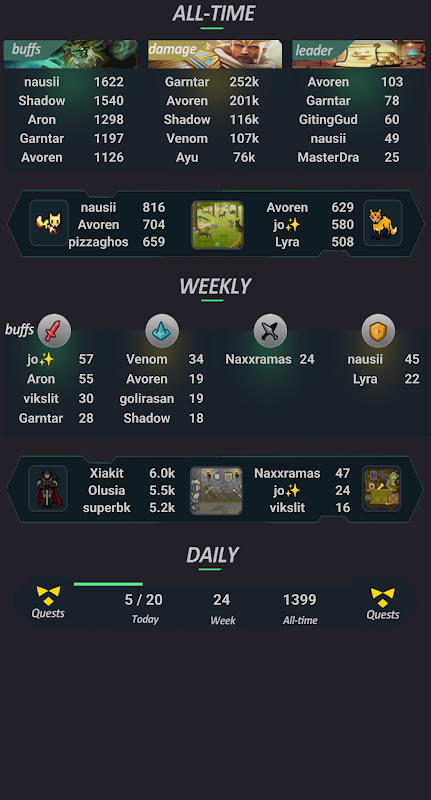 ALL-TIME
buffs damage leader
nausii 1622 Garntar 252k Avoren 103
Shadow 1540 Avoren 201k Garntar 78
Aron 1298 Shadow 116k GitingGud 60
Garntar 1197 Venom 107k nausii 49
Avoren 1126 Ayu 76k MasterDra 25
nausii 816 Avoren 629
Avoren 704 jo✨ 580
pizzaghos 659 Lyra 508
WEEKLY
buffs
jo✨ 57 Venom 34 Naxxramas 24 nausii 45
Aron 55 Avoren 19 Lyra 22
vikslit 30 golirasan 19
Garntar 28 Shadow 18
Xiakit 6.0k Naxxramas 47
Olusia 5.5k jo✨ 24
superbk 5.2k vikslit 16
DAILY
5 / 20 24 1399
Quests Today Week All-time Quests